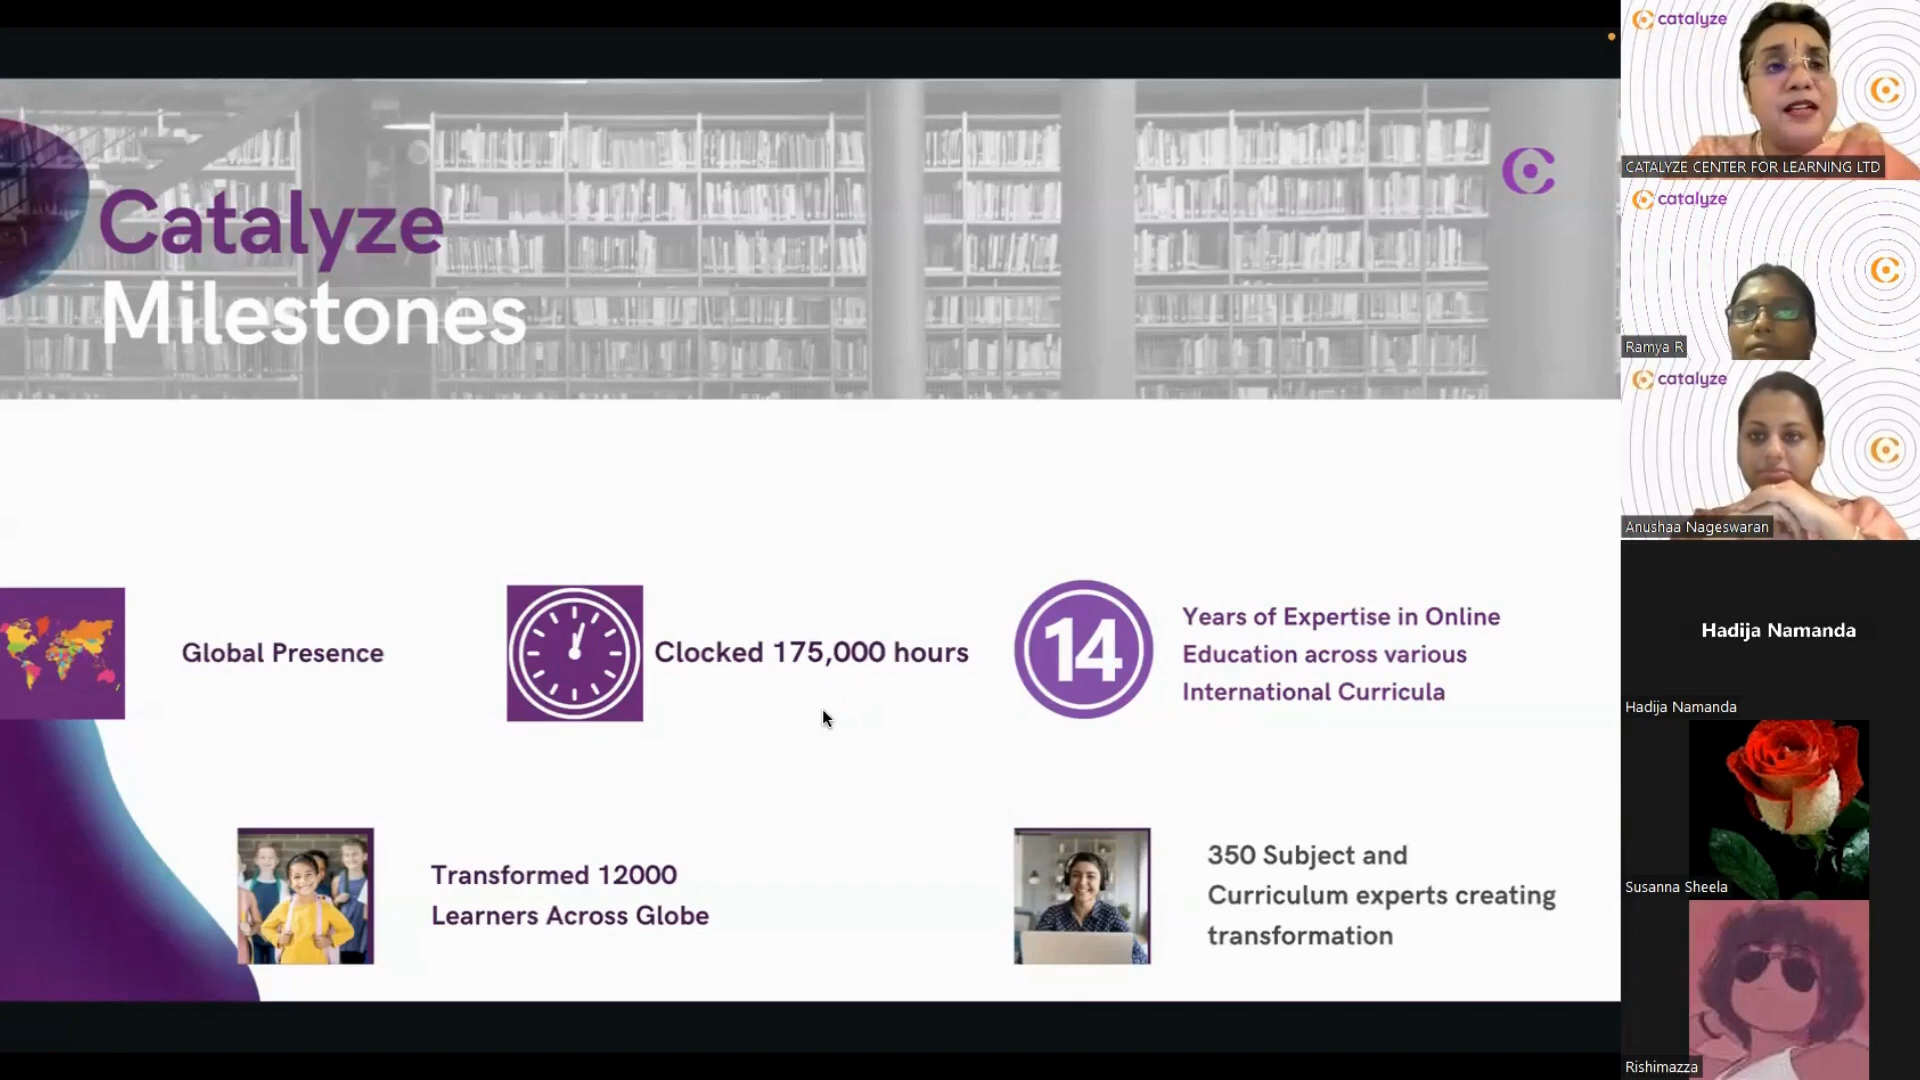 Catalyze
Milestones
Global Presence
Clocked 175,000 hours
14
Years of Expertise in Online
Education across various
International Curricula
Transformed 12000
Learners Across Globe
350 Subject and
Curriculum experts creating
transformation
catalyze
CATALYZE CENTER FOR LEARNING LTD
catalyze
Ramya R
catalyze
Anushaa Nageswaran
Hadija Namanda
Hadija Namanda
Susanna Sheela
Rishimazza